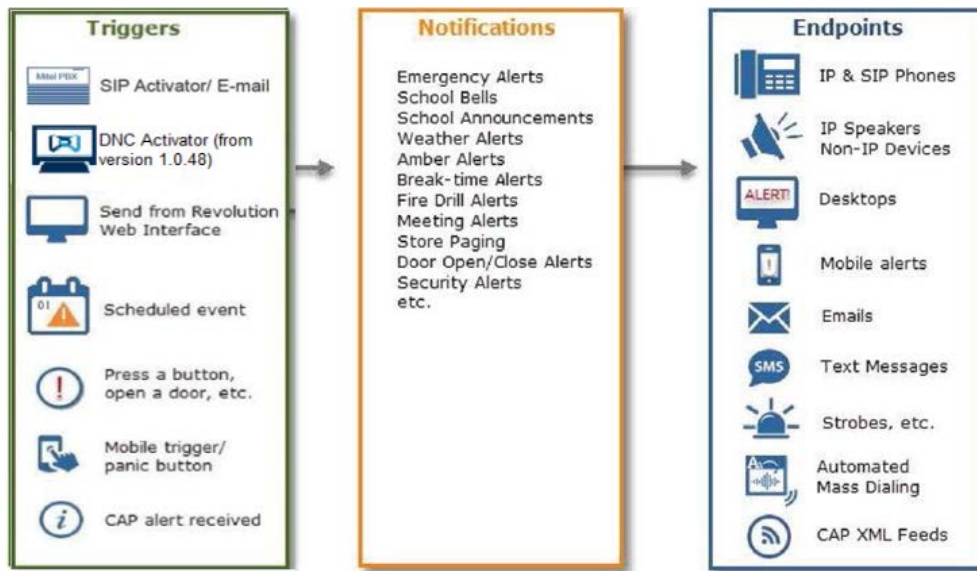 Triggers
Mitel PBX
SIP Activator/ E-mail
DNC Activator (from
version 1.0.48)
Send from Revolution
Web Interface
01
Scheduled event
!
Press a button,
open a door, etc.
Mobile trigger/
panic button
i
CAP alert received
Notifications
Emergency Alerts
School Bells
School Announcements
Weather Alerts
Amber Alerts
Break-time Alerts
Fire Drill Alerts
Meeting Alerts
Store Paging
Door Open/Close Alerts
Security Alerts
etc.
Endpoints
IP & SIP Phones
IP Speakers
Non-IP Devices
ALERT!
Desktops
!
Mobile alerts
Emails
SMS
Text Messages
Strobes, etc.
A
Automated
Mass Dialing
CAP XML Feeds